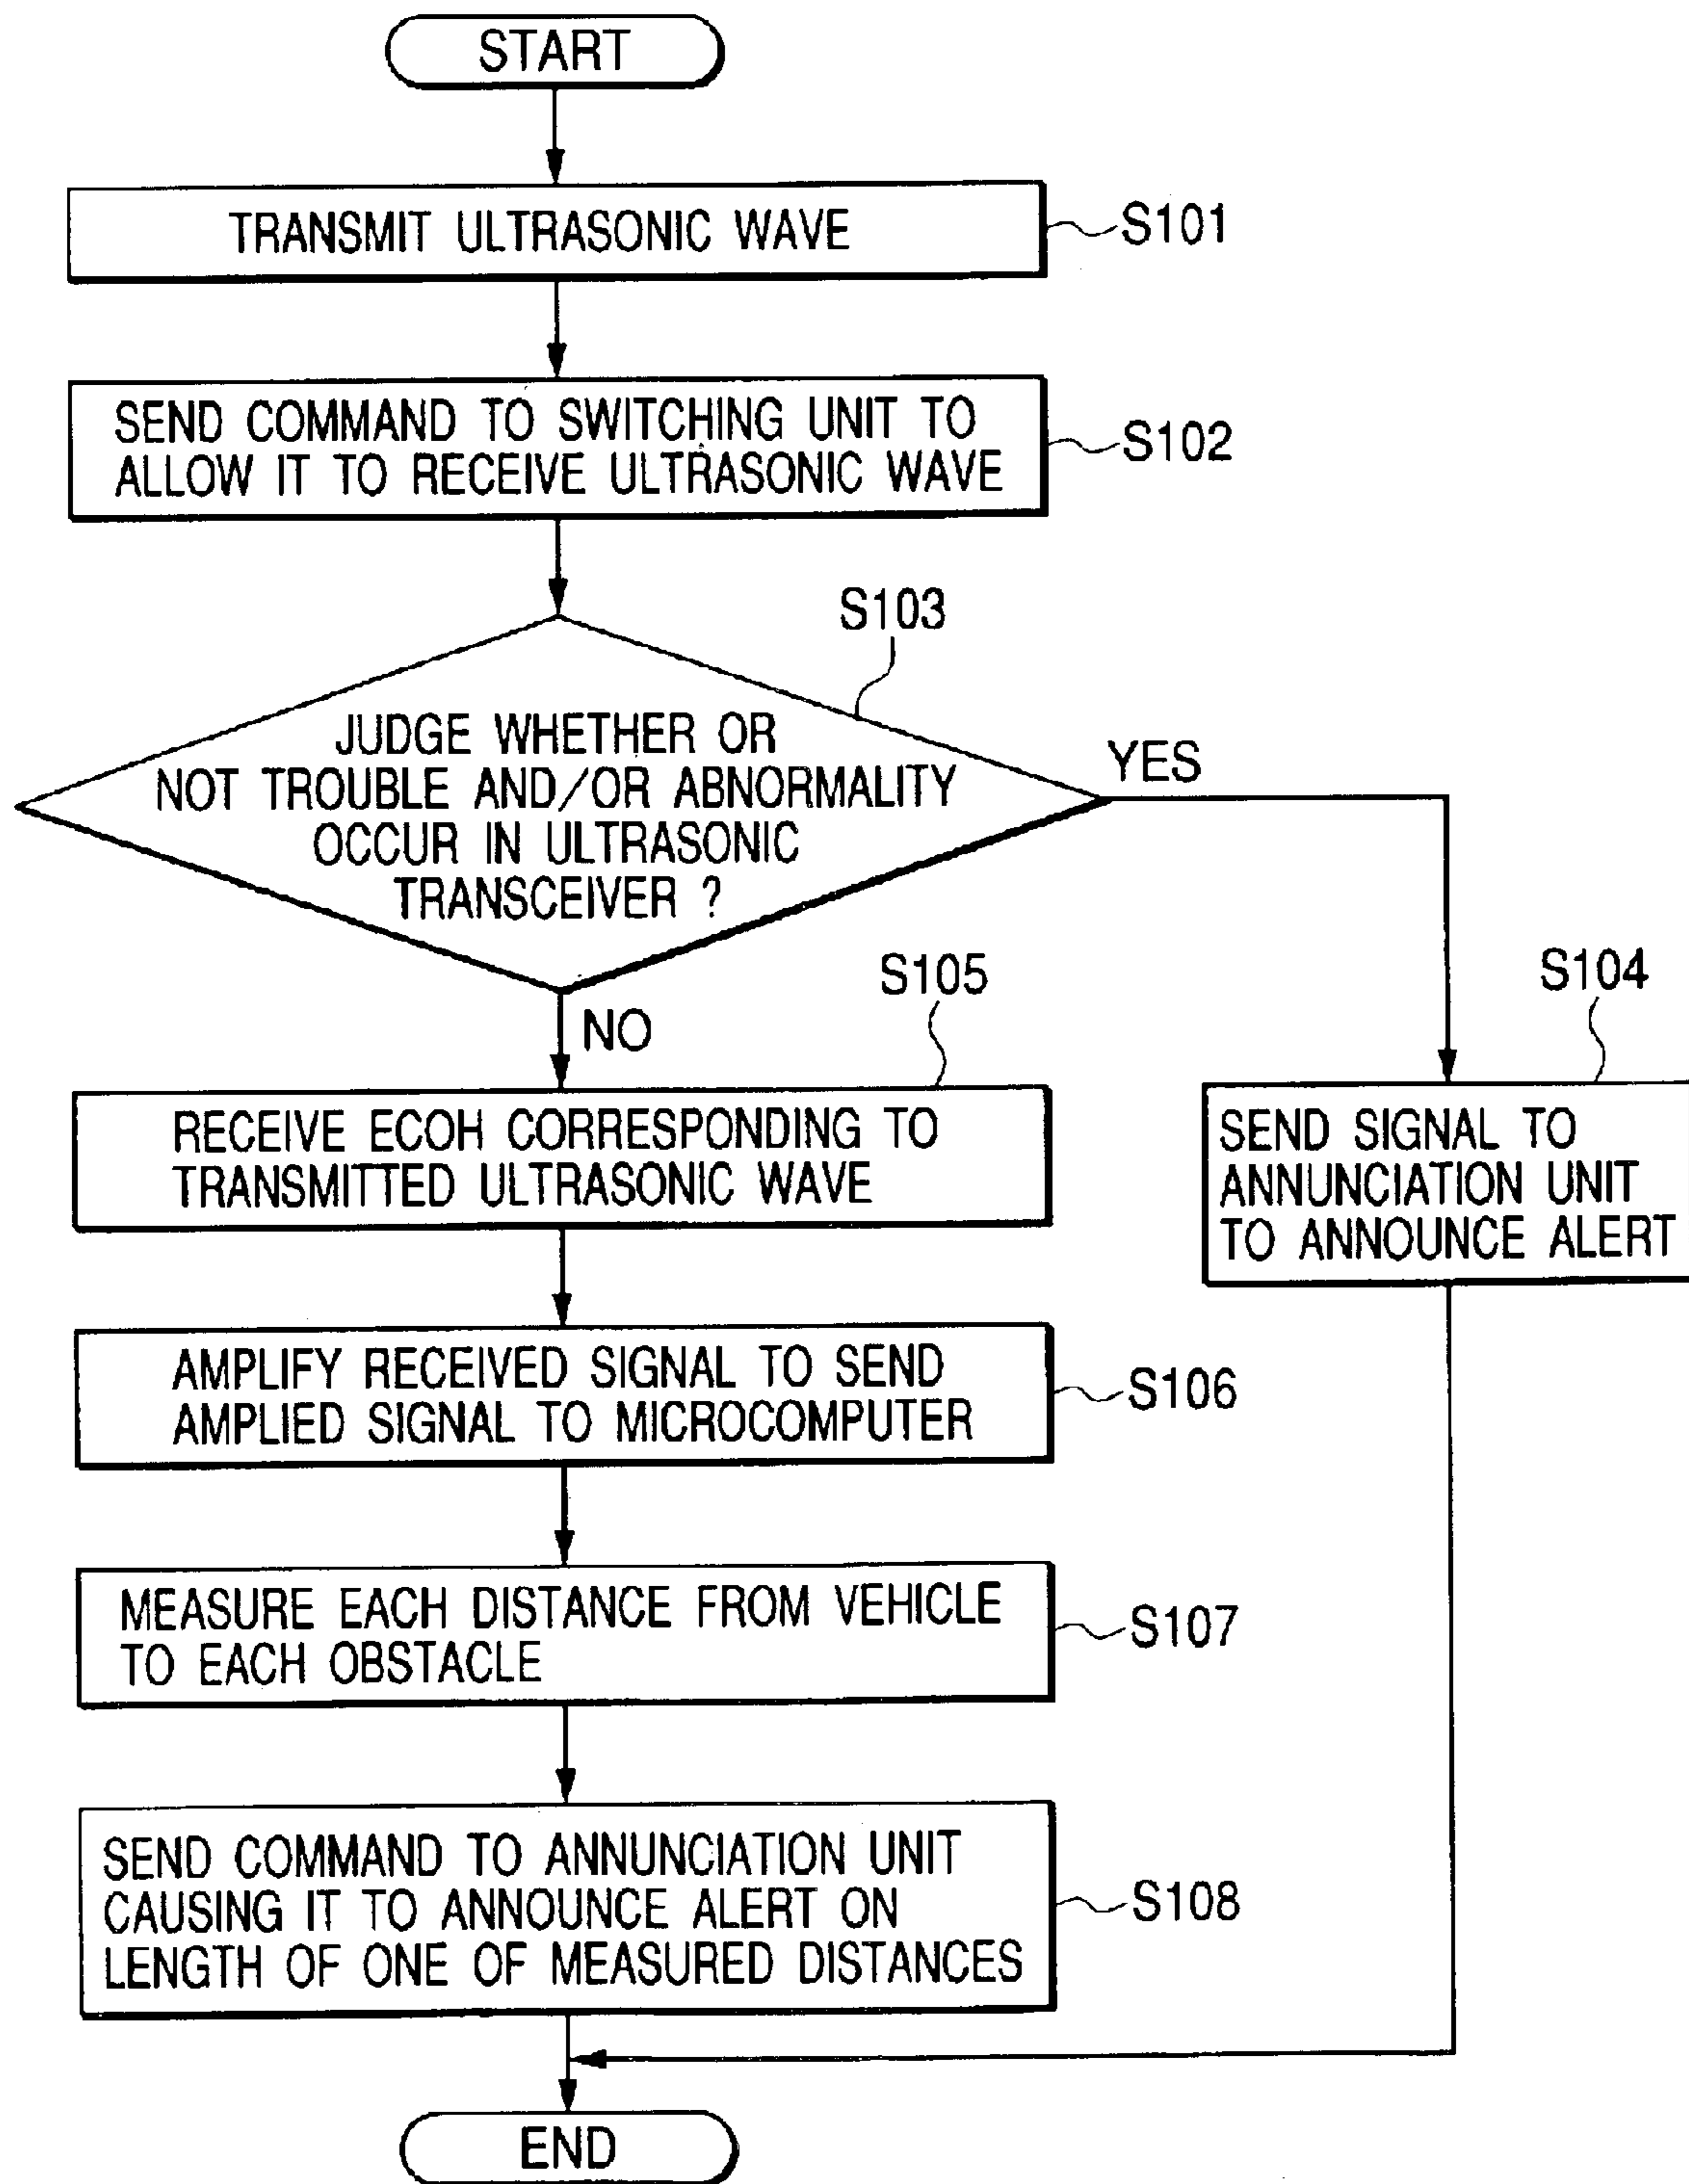 START
TRANSMIT ULTRASONIC WAVE
S101
SEND COMMAND TO SWITCHING UNIT TO
ALLOW IT TO RECEIVE ULTRASONIC WAVE
S102
S103
JUDGE WHETHER OR
NOT TROUBLE AND/OR ABNORMALITY
OCCUR IN ULTRASONIC
TRANSCEIVER ?
YES
NO
S105
S104
RECEIVE ECOH CORRESPONDING TO
TRANSMITTED ULTRASONIC WAVE
SEND SIGNAL TO
ANNUNCIATION UNIT
TO ANNOUNCE ALERT
AMPLIFY RECEIVED SIGNAL TO SEND
AMPLIED SIGNAL TO MICROCOMPUTER
S106
MEASURE EACH DISTANCE FROM VEHICLE
TO EACH OBSTACLE
S107
SEND COMMAND TO ANNUNCIATION UNIT
CAUSING IT TO ANNOUNCE ALERT ON
LENGTH OF ONE OF MEASURED DISTANCES
S108
END